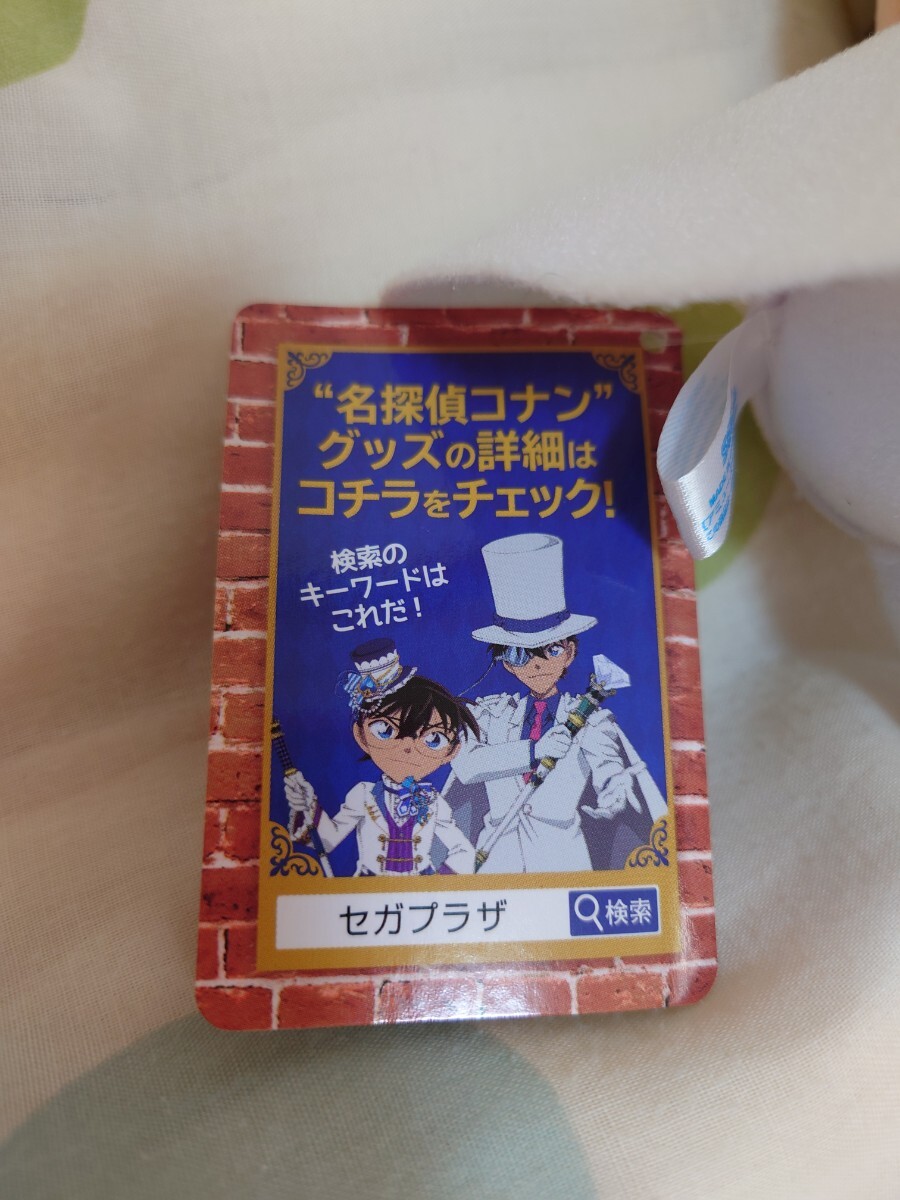 “名探偵コナン”
グッズの詳細は
コチラをチェック!
検索の
キーワードは
これだ!
セガプラザ
検索